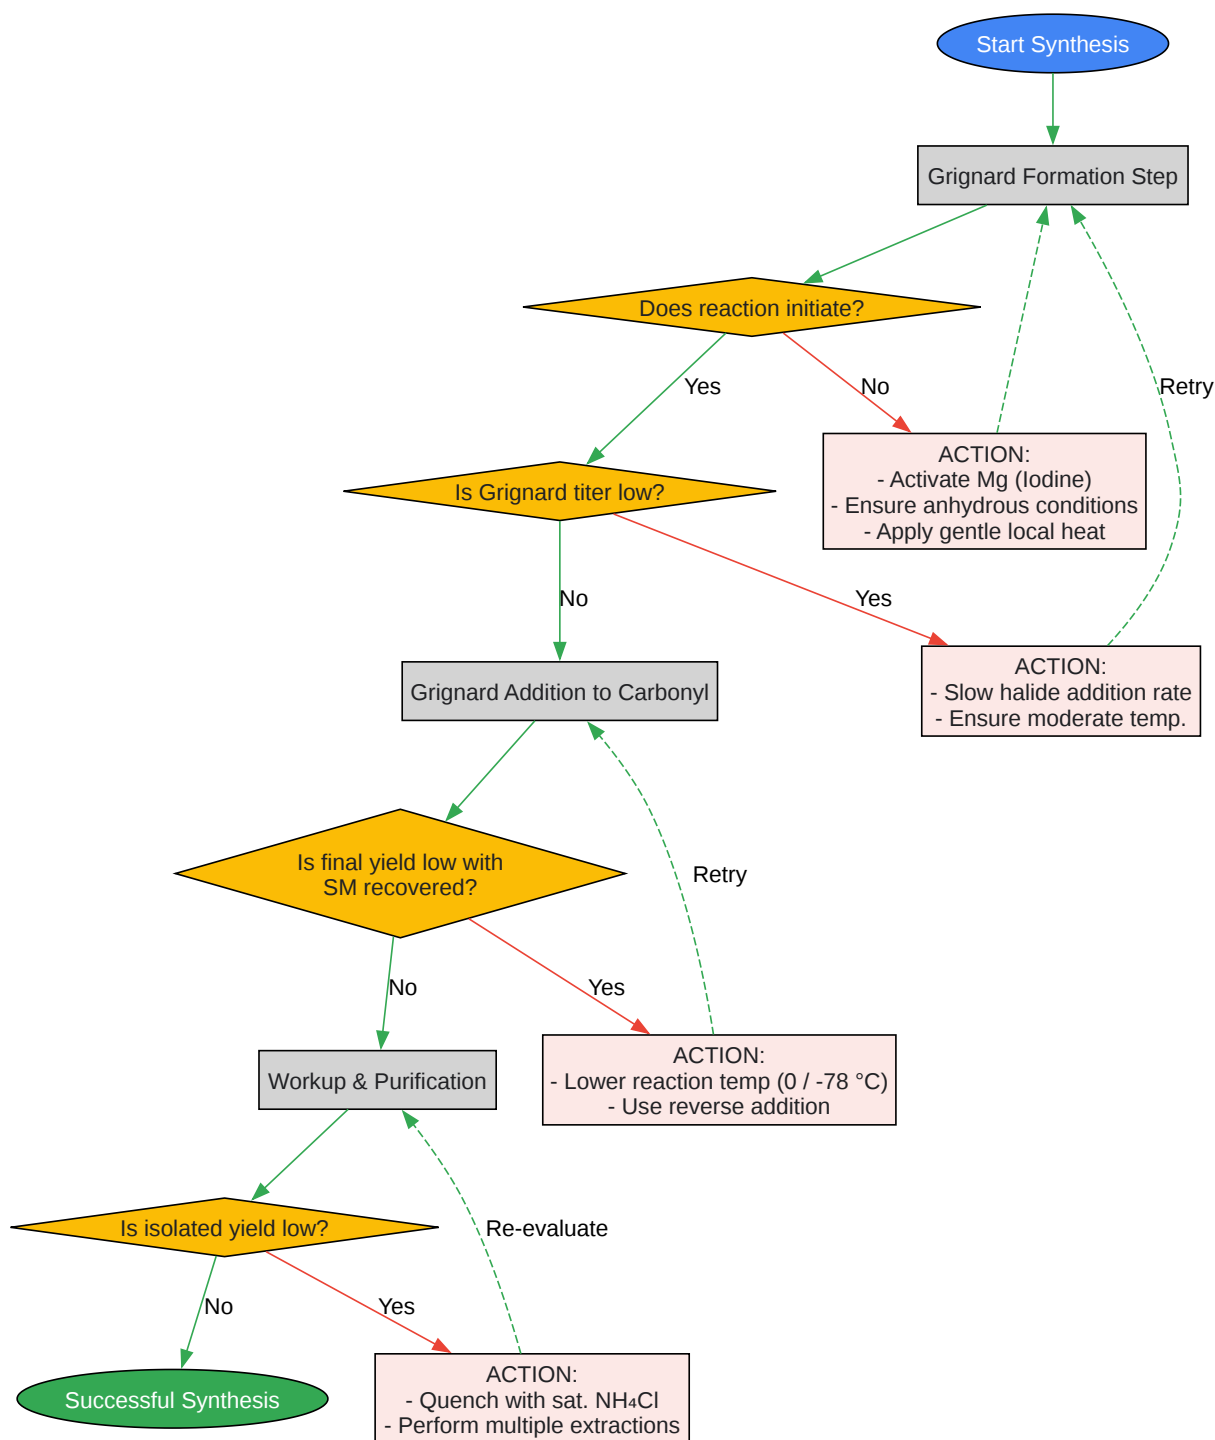 Start Synthesis
Grignard Formation Step
Does reaction initiate?
Yes
No
Retry
ACTION:
- Activate Mg (Iodine)
- Ensure anhydrous conditions
- Apply gentle local heat
Is Grignard titer low?
No
Yes
ACTION:
- Slow halide addition rate
- Ensure moderate temp.
Grignard Addition to Carbonyl
Is final yield low with
SM recovered?
Retry
No
Yes
ACTION:
- Lower reaction temp (0 / -78 °C)
- Use reverse addition
Workup & Purification
Is isolated yield low?
Re-evaluate
No
Yes
ACTION:
- Quench with sat. NH₄Cl
- Perform multiple extractions
Successful Synthesis